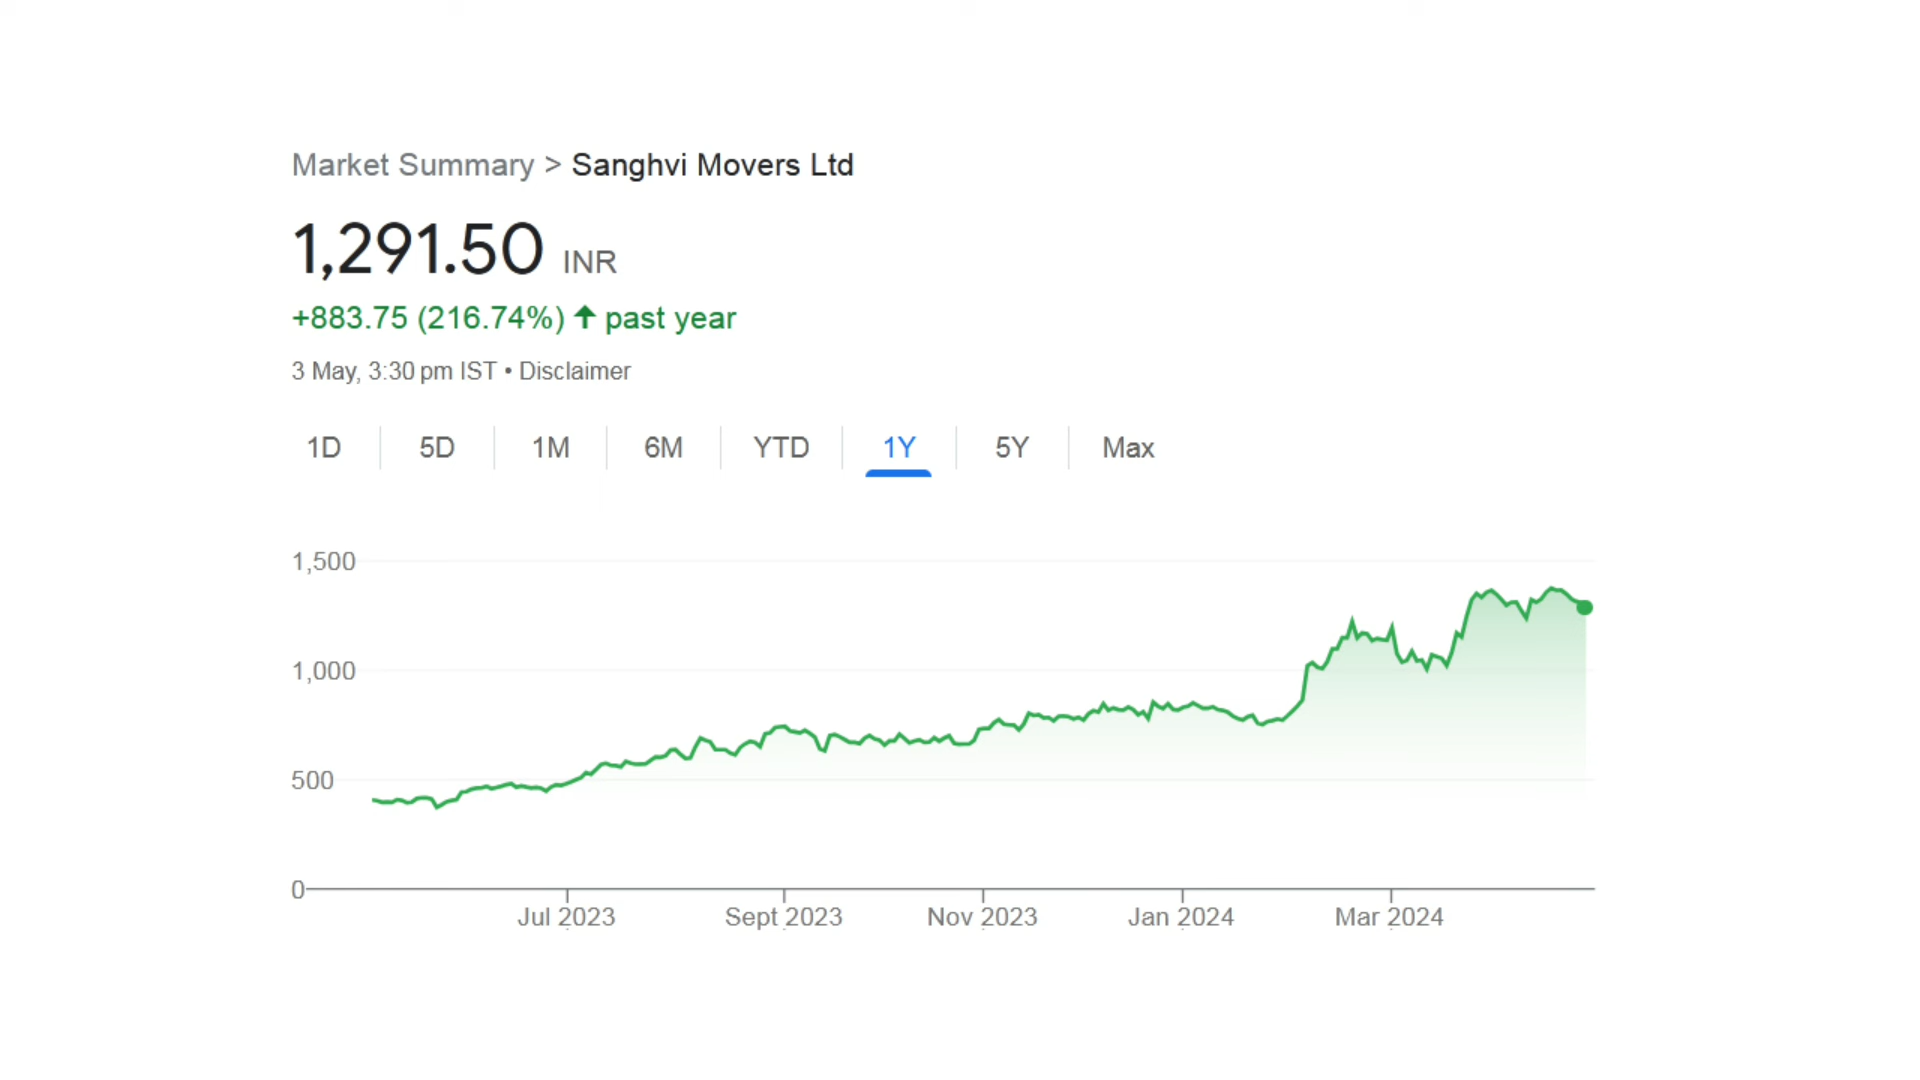 Market Summary > Sanghvi Movers Ltd
1,291.50 INR
+883.75 (216.74%) ↑ past year
3 May, 3:30 pm IST • Disclaimer
1D 5D 1M 6M YTD 1Y 5Y Max
1,500
1,000
500
0
Jul 2023 Sept 2023 Nov 2023 Jan 2024 Mar 2024